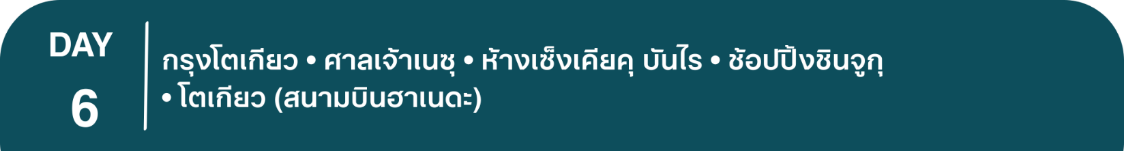 DAY
6
กรุงโตเกียว • ศาลเจ้าเนซุ • ห้างเซ็งเคียคุ บันไร • ช้อปปิ้งชินจูกุ
• โตเกียว (สนามบินฮาเนดะ)